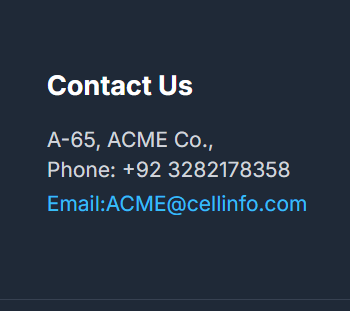 Contact Us
A-65, ACME Co.,
Phone: +92 3282178358
Email:ACME@cellinfo.com